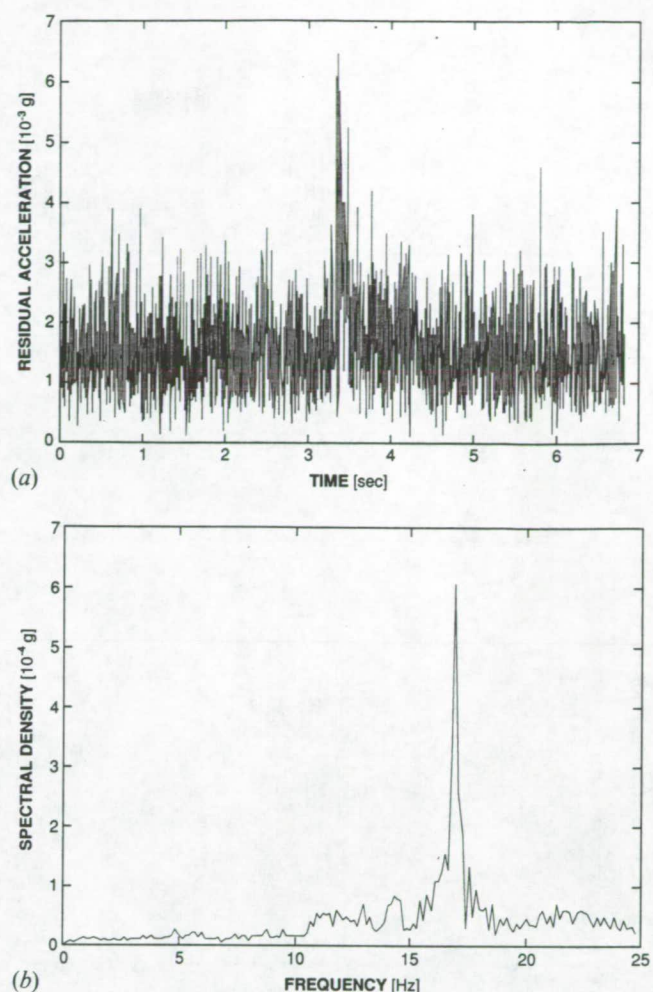 7
6
5
4
3
2
1
0
RESIDUAL ACCELERATION [10⁻³ g]
0 1 2 3 4 5 6 7
TIME [sec]
(a)
7
6
5
4
3
2
1
0
SPECTRAL DENSITY [10⁻⁴ g]
0 5 10 15 20 25
FREQUENCY [Hz]
(b)